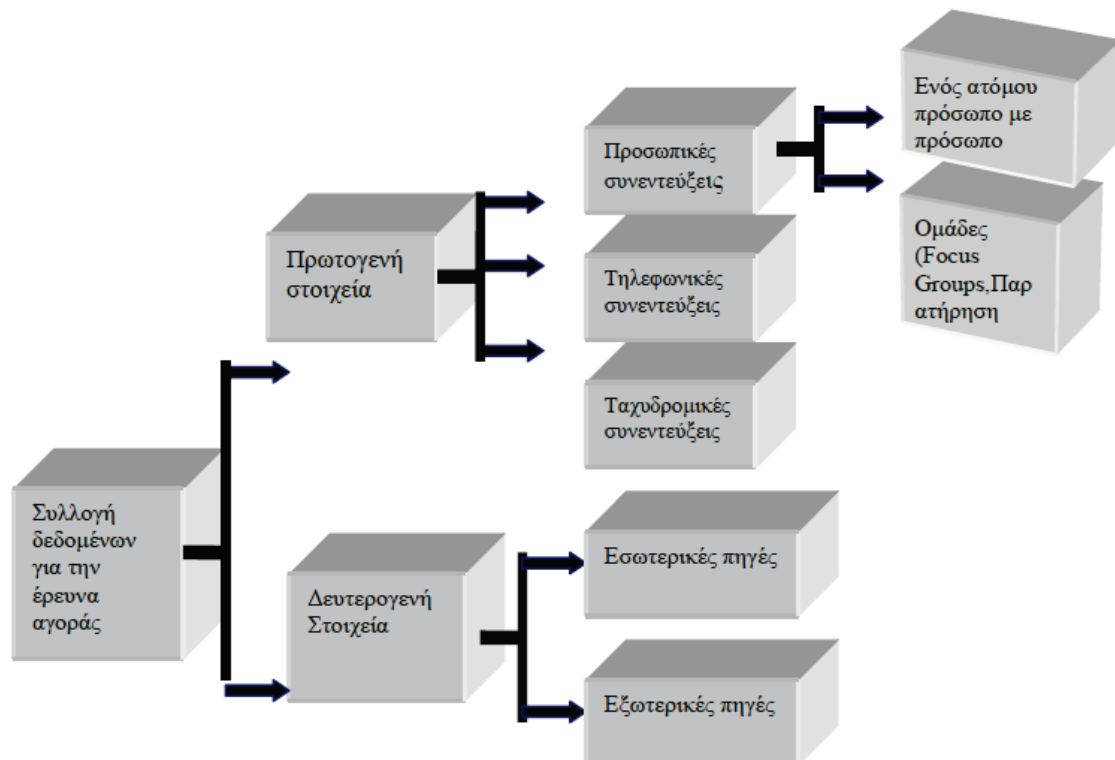 Ενός ατόμου
πρόσωπο με
πρόσωπο
Προσωπικές
συνεντεύξεις
Ομάδες
(Focus
Groups,Παρ
ατήρηση
Πρωτογενή
στοιχεία
Τηλεφωνικές
συνεντεύξεις
Ταχυδρομικές
συνεντεύξεις
Συλλογή
δεδομένων
για την
έρευνα
αγοράς
Δευτερογενή
Στοιχεία
Εσωτερικές πηγές
Εξωτερικές πηγές